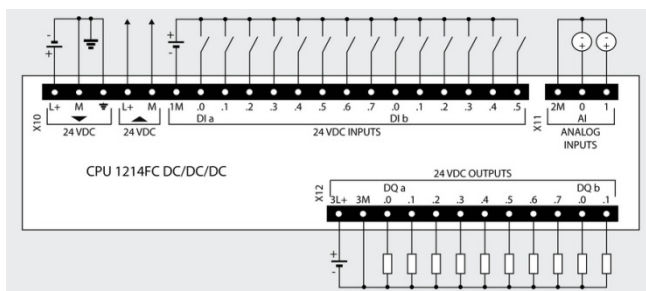 - + - +
- + - +
L+ M L+ M 1M .0 .1 .2 .3 .4 .5 .6 .7 .0 .1 .2 .3 .4 .5
2M 0 1
X10
24 VDC 24 VDC
DI a DI b
24 VDC INPUTS
X11
AI
ANALOG
INPUTS
CPU 1214FC DC/DC/DC
24 VDC OUTPUTS
X12
DQ a DQ b
3L+ 3M .0 .1 .2 .3 .4 .5 .6 .7 .0 .1
+ -